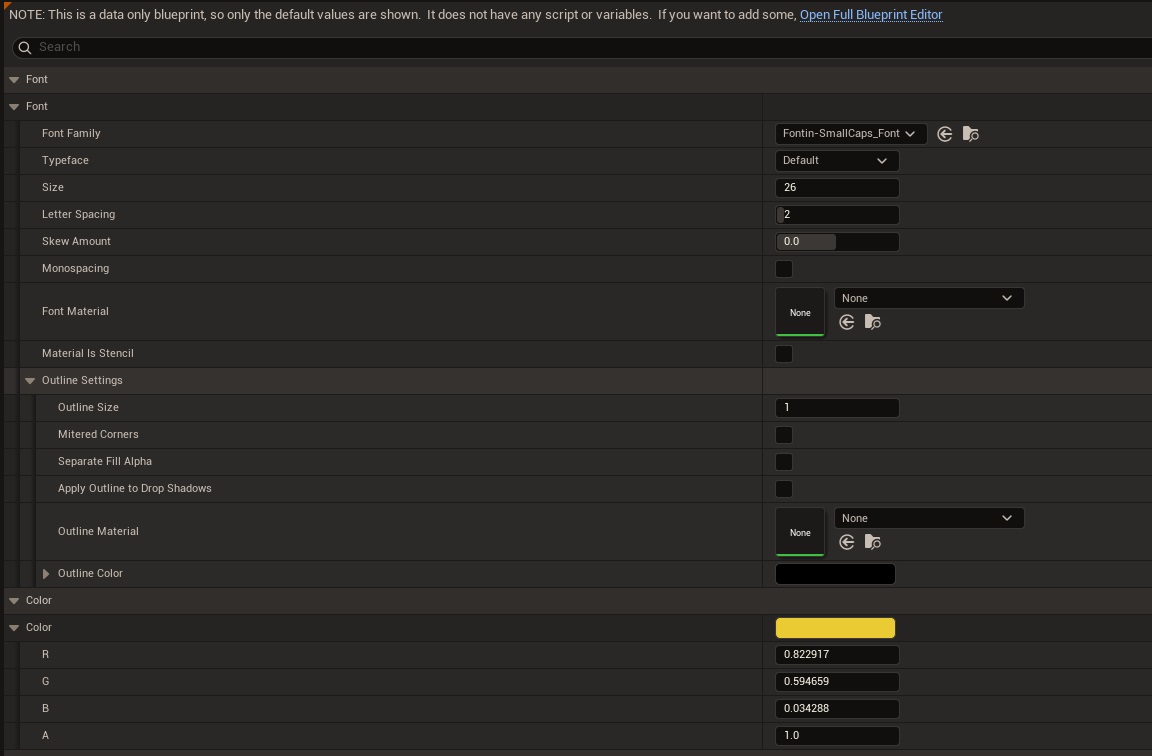 NOTE: This is a data only blueprint, so only the default values are shown.  It does not have any script or variables.  If you want to add some, Open Full Blueprint Editor
Search
Font
Font
Font Family Fontin-SmallCaps_Font
Typeface Default
Size 26
Letter Spacing 2
Skew Amount 0.0
Monospacing
Font Material None None
Material Is Stencil
Outline Settings
Outline Size 1
Mitered Corners
Separate Fill Alpha
Apply Outline to Drop Shadows
Outline Material None None
Outline Color
Color
Color
R 0.822917
G 0.594659
B 0.034288
A 1.0